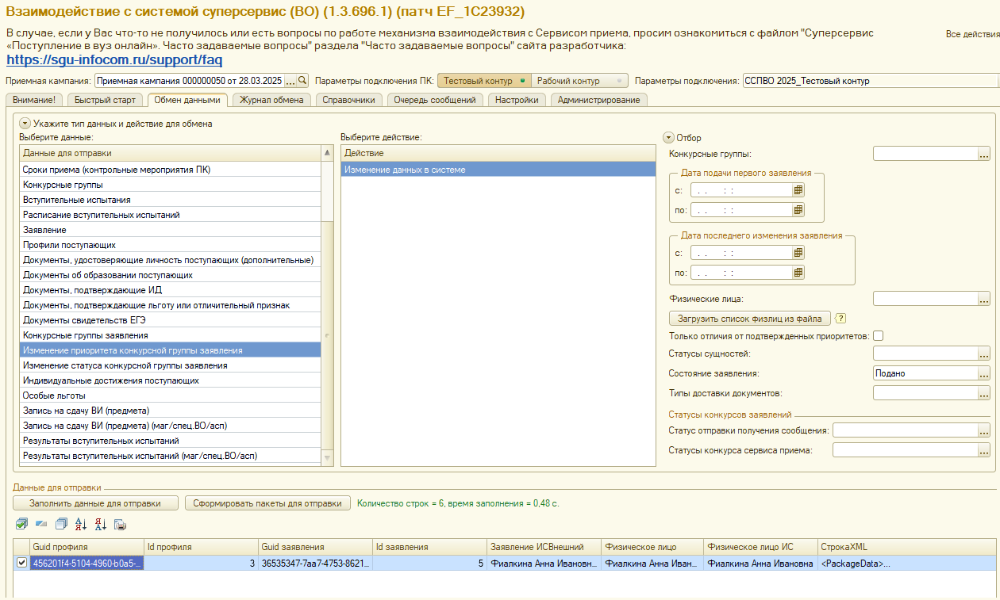 Взаимодействие с системой суперсервис (ВО) (1.3.696.1) (патч EF_1C23932)
В случае, если у Вас что-то не получилось или есть вопросы по работе механизма взаимодействия с Сервисом приема, просим ознакомиться с файлом "Суперсервис
«Поступление в вуз онлайн». Часто задаваемые вопросы" раздела "Часто задаваемые вопросы" сайта разработчика:
https://sgu-infocom.ru/support/faq
Все действия
Приемная кампания: Приемная кампания 000000050 от 28.03.2025 ... Параметры подключения ПК: Тестовый контур Рабочий контур Параметры подключения: ССПВО 2025_Тестовый контур
Внимание! Быстрый старт Обмен данными Журнал обмена Справочники Очередь сообщений Настройки Администрирование
Укажите тип данных и действие для обмена
Выберите данные:
Данные для отправки
Сроки приема (контрольные мероприятия ПК)
Конкурсные группы
Вступительные испытания
Расписание вступительных испытаний
Заявление
Профили поступающих
Документы, удостоверяющие личность поступающих (дополнительные)
Документы об образовании поступающих
Документы, подтверждающие ИД
Документы, подтверждающие льготу или отличительный признак
Документы свидетельств ЕГЭ
Конкурсные группы заявления
Изменение приоритета конкурсной группы заявления
Изменение статуса конкурсной группы заявления
Индивидуальные достижения поступающих
Особые льготы
Запись на сдачу ВИ (предмета)
Запись на сдачу ВИ (предмета) (маг/спец.ВО/асп)
Результаты вступительных испытаний
Результаты вступительных испытаний (маг/спец.ВО/асп)
Выберите действие:
Действие
Изменение данных в системе
Отбор
Конкурсные группы: ...
Дата подачи первого заявления
с: . . : :
по: . . : :
Дата последнего изменения заявления
с: . . : :
по: . . : :
Физические лица: ...
Загрузить список физлиц из файла ?
Только отличия от подтвержденных приоритетов:
Статусы сущностей: ...
Состояние заявления: Подано ...
Типы доставки документов: ...
Статусы конкурсов заявлений
Статус отправки получения сообщения: ...
Статусы конкурса сервиса приема: ...
Данные для отправки
Заполнить данные для отправки Сформировать пакеты для отправки Количество строк = 6, время заполнения = 0,48 с.
Guid профиля Id профиля Guid заявления Id заявления Заявление ИСВнешний Физическое лицо Физическое лицо ИС СтрокаXML
456201f4-5104-4960-b0a5-... 3 36535347-7aa7-4753-8621... 5 Фиалкина Анна Ивановн... Фиалкина Анна Иван... Фиалкина Анна Ивановна <PackageData>...